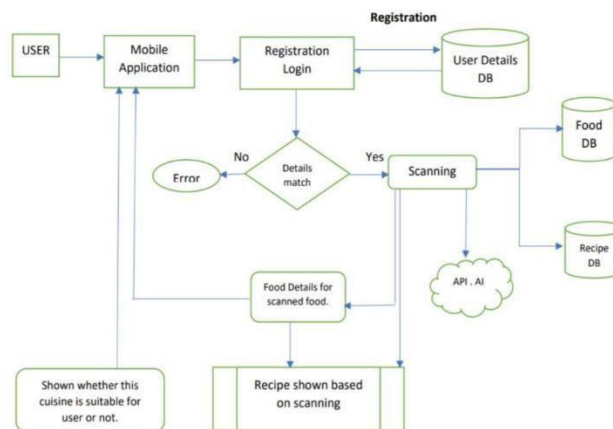 Registration
USER
Mobile
Application
Registration
Login
User Details
DB
Food
DB
No
Details
match
Yes
Scanning
Error
Recipe
DB
API . AI
Food Details for
scanned food.
Shown whether this
cuisine is suitable for
user or not.
Recipe shown based
on scanning